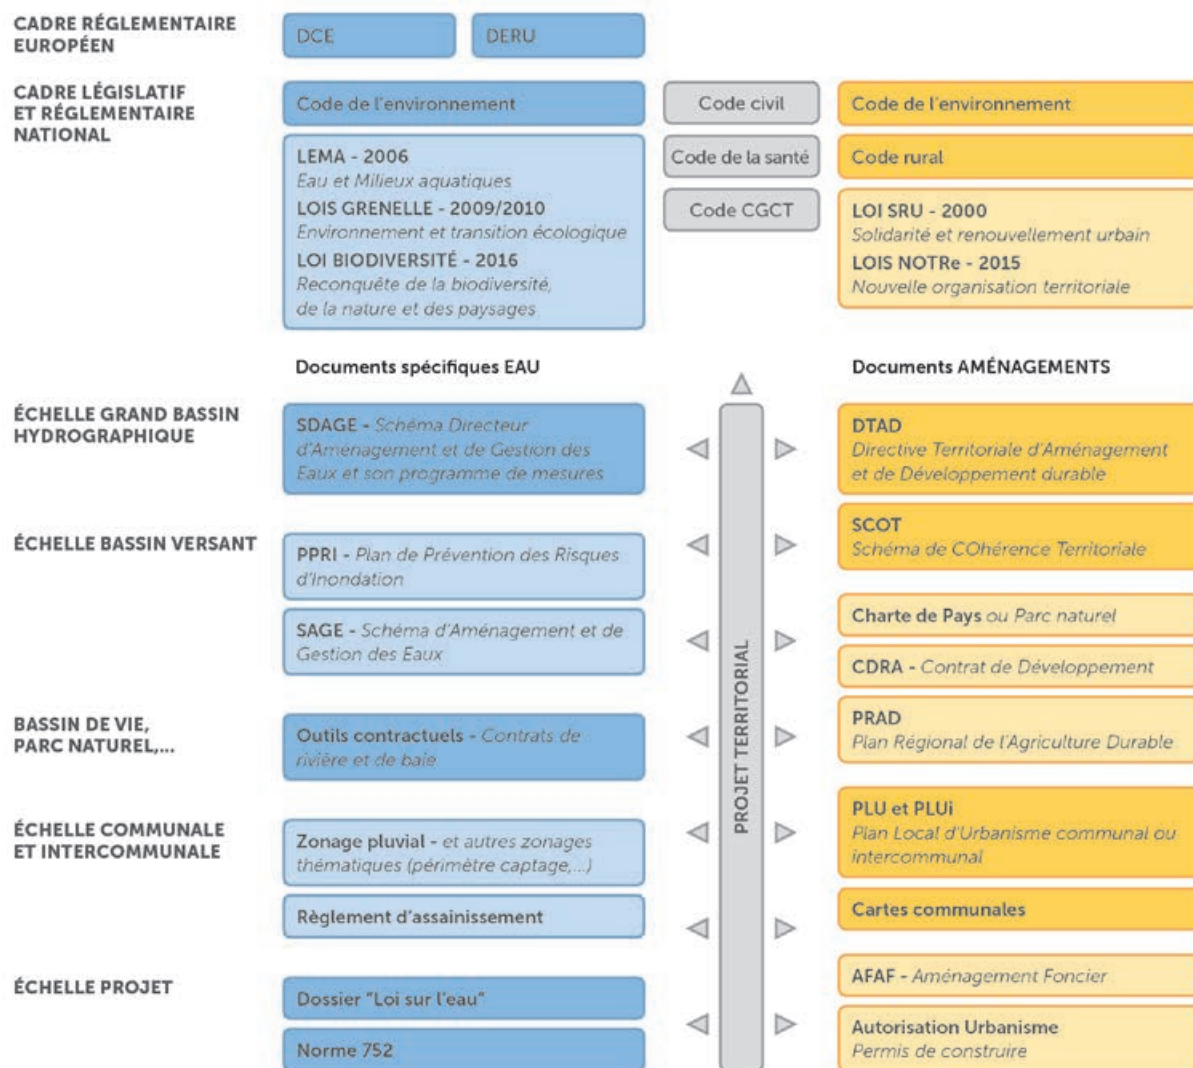 CADRE RÉGLEMENTAIRE
EUROPÉEN
DCE
DERU
CADRE LÉGISLATIF
ET RÉGLEMENTAIRE
NATIONAL
Code de l'environnement
LEMA - 2006
Eau et Milieux aquatiques
LOIS GRENELLE - 2009/2010
Environnement et transition écologique
LOI BIODIVERSITÉ - 2016
Reconquête de la biodiversité,
de la nature et des paysages
Code civil
Code de la santé
Code CGCT
Code de l'environnement
Code rural
LOI SRU - 2000
Solidarité et renouvellement urbain
LOIS NOTRe - 2015
Nouvelle organisation territoriale
Documents spécifiques EAU
Documents AMÉNAGEMENTS
ÉCHELLE GRAND BASSIN
HYDROGRAPHIQUE
SDAGE - Schéma Directeur
d'Aménagement et de Gestion des
Eaux et son programme de mesures
DTAD
Directive Territoriale d'Aménagement
et de Développement durable
ÉCHELLE BASSIN VERSANT
PPRI - Plan de Prévention des Risques
d'Inondation
SAGE - Schéma d'Aménagement et de
Gestion des Eaux
SCOT
Schéma de COhérence Territoriale
Charte de Pays ou Parc naturel
CDRA - Contrat de Développement
PROJET TERRITORIAL
BASSIN DE VIE,
PARC NATUREL,...
Outils contractuels - Contrats de
rivière et de baie
PRAD
Plan Régional de l'Agriculture Durable
ÉCHELLE COMMUNALE
ET INTERCOMMUNALE
Zonage pluvial - et autres zonages
thématiques (périmètre captage,...)
Règlement d'assainissement
PLU et PLUi
Plan Local d'Urbanisme communal ou
intercommunal
Cartes communales
ÉCHELLE PROJET
Dossier "Loi sur l'eau"
Norme 752
AFAF - Aménagement Foncier
Autorisation Urbanisme
Permis de construire